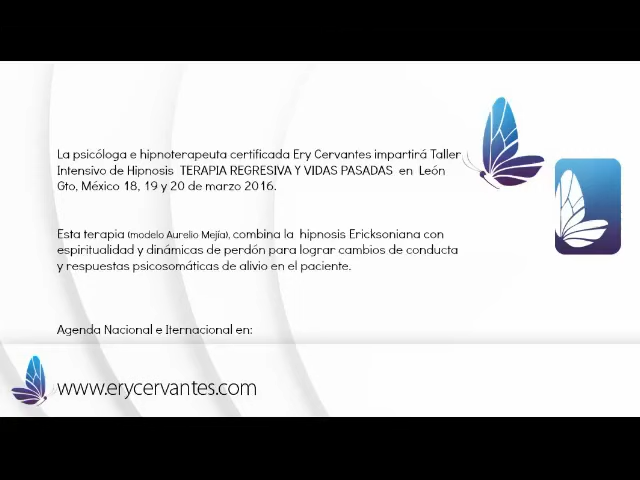 La psicóloga e hipnoterapeuta certificada Ery Cervantes impartirá Taller
Intensivo de Hipnosis TERAPIA REGRESIVA Y VIDAS PASADAS en León
Gto, México 18, 19 y 20 de marzo 2016.
Esta terapia (modelo Aurelio Mejía), combina la hipnosis Ericksoniana con
espiritualidad y dinámicas de perdón para lograr cambios de conducta
y respuestas psicosomáticas de alivio en el paciente.
Agenda Nacional e Iternacional en:
www.erycervantes.com